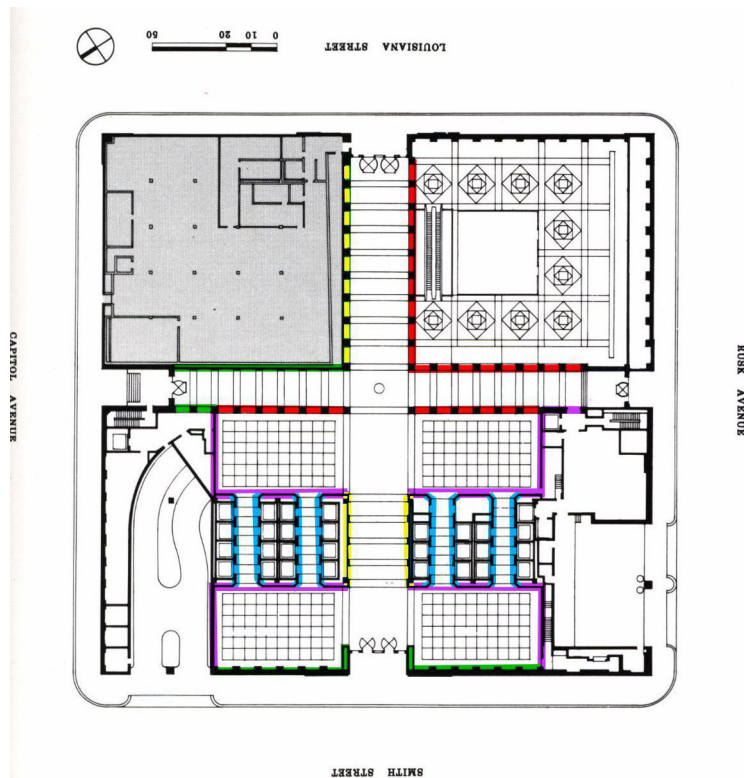 50 20 10 0
LOUISIANA STREET
CAPITOL AVENUE
RUSK AVENUE
SMITH STREET